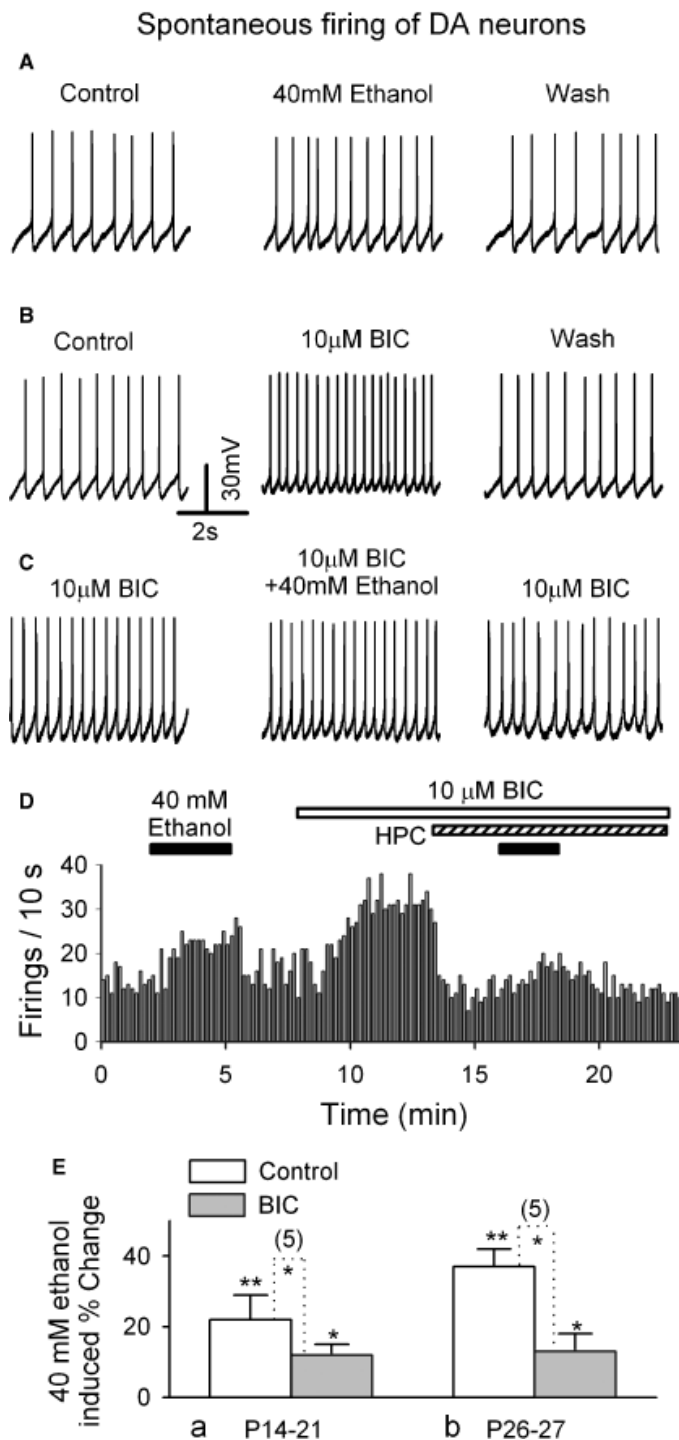 Spontaneous firing of DA neurons
A
Control 40mM Ethanol Wash
B
Control 10μM BIC Wash
30mV
2s
C
10μM BIC 10μM BIC +40mM Ethanol 10μM BIC
D
40 mM Ethanol
10 μM BIC
HPC
Firings / 10 s
40
30
20
10
0
0 5 10 15 20
Time (min)
E
Control
BIC
40 mM ethanol induced % Change
40
20
0
** (5) * *
** (5) * *
a P14-21 b P26-27